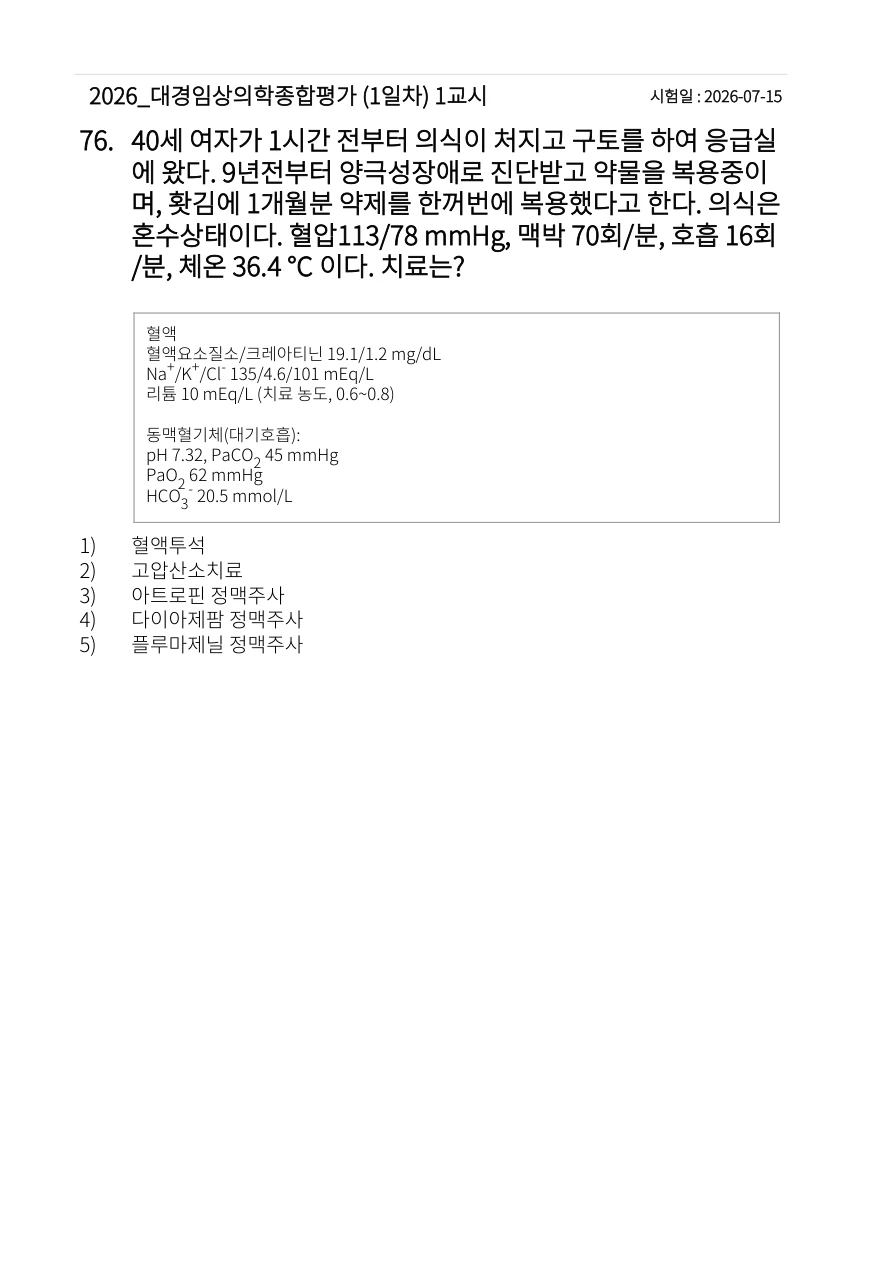 2026_대경임상의학종합평가 (1일차) 1교시
시험일 : 2026-07-15
76. 40세 여자가 1시간 전부터 의식이 처지고 구토를 하여 응급실
에 왔다. 9년전부터 양극성장애로 진단받고 약물을 복용중이
며, 홧김에 1개월분 약제를 한꺼번에 복용했다고 한다. 의식은
혼수상태이다. 혈압113/78 mmHg, 맥박 70회/분, 호흡 16회
/분, 체온 36.4 ℃ 이다. 치료는?
혈액
혈액요소질소/크레아티닌 19.1/1.2 mg/dL
Na⁺/K⁺/Cl⁻ 135/4.6/101 mEq/L
리튬 10 mEq/L (치료 농도, 0.6~0.8)
동맥혈기체(대기호흡):
pH 7.32, PaCO₂ 45 mmHg
PaO₂ 62 mmHg
HCO₃⁻ 20.5 mmol/L
1) 혈액투석
2) 고압산소치료
3) 아트로핀 정맥주사
4) 다이아제팜 정맥주사
5) 플루마제닐 정맥주사